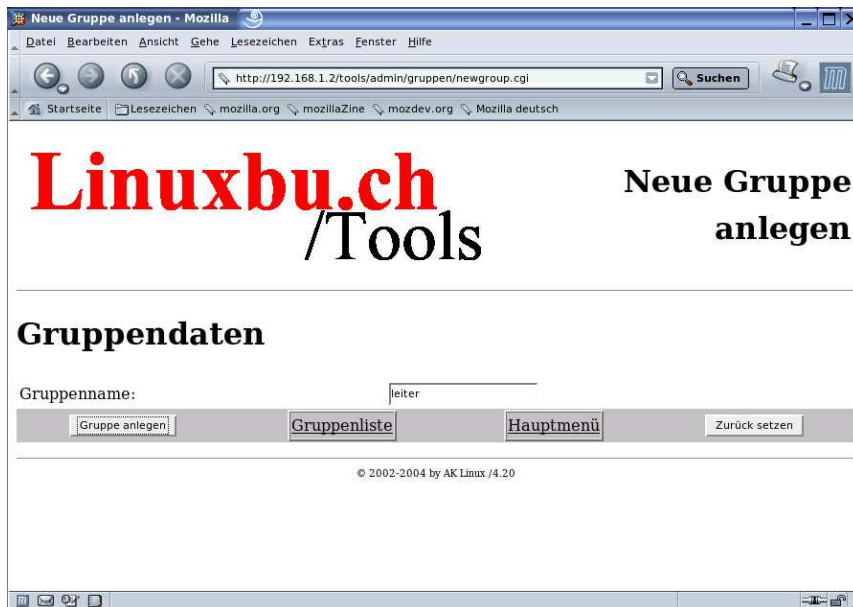 Neue Gruppe anlegen - Mozilla
Datei Bearbeiten Ansicht Gehe Lesezeichen Extras Fenster Hilfe
http://192.168.1.2/tools/admin/gruppen/newgroup.cgi Suchen
Startseite Lesezeichen mozilla.org mozillaZine mozdev.org Mozilla deutsch
Linuxbu.ch
/Tools
Neue Gruppe
anlegen
Gruppendaten
Gruppenname: leiter
Gruppe anlegen Gruppenliste Hauptmenü Zurück setzen
© 2002-2004 by AK Linux /4.20